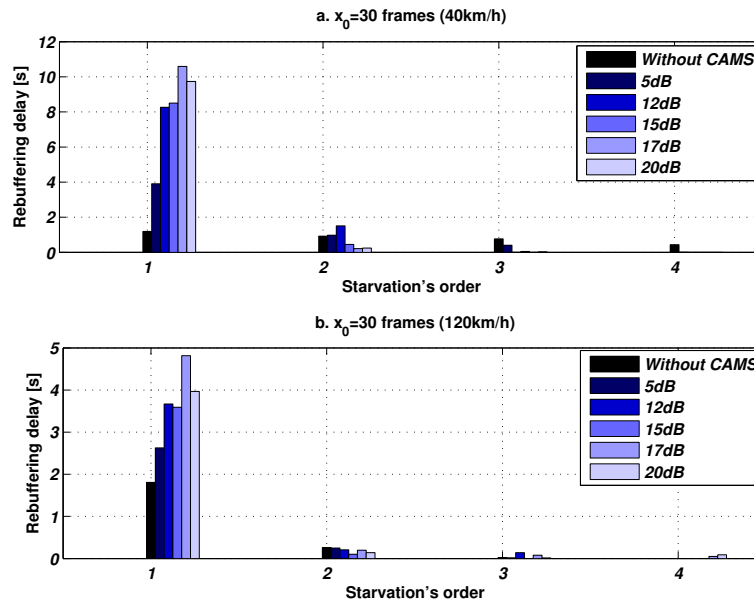 a. x0=30 frames (40km/h)
12
10
8
6
4
2
0
Rebuffering delay [s]
1
2
3
4
Starvation's order
Without CAMS
5dB
12dB
15dB
17dB
20dB
b. x0=30 frames (120km/h)
5
4
3
2
1
0
Rebuffering delay [s]
1
2
3
4
Starvation's order
Without CAMS
5dB
12dB
15dB
17dB
20dB